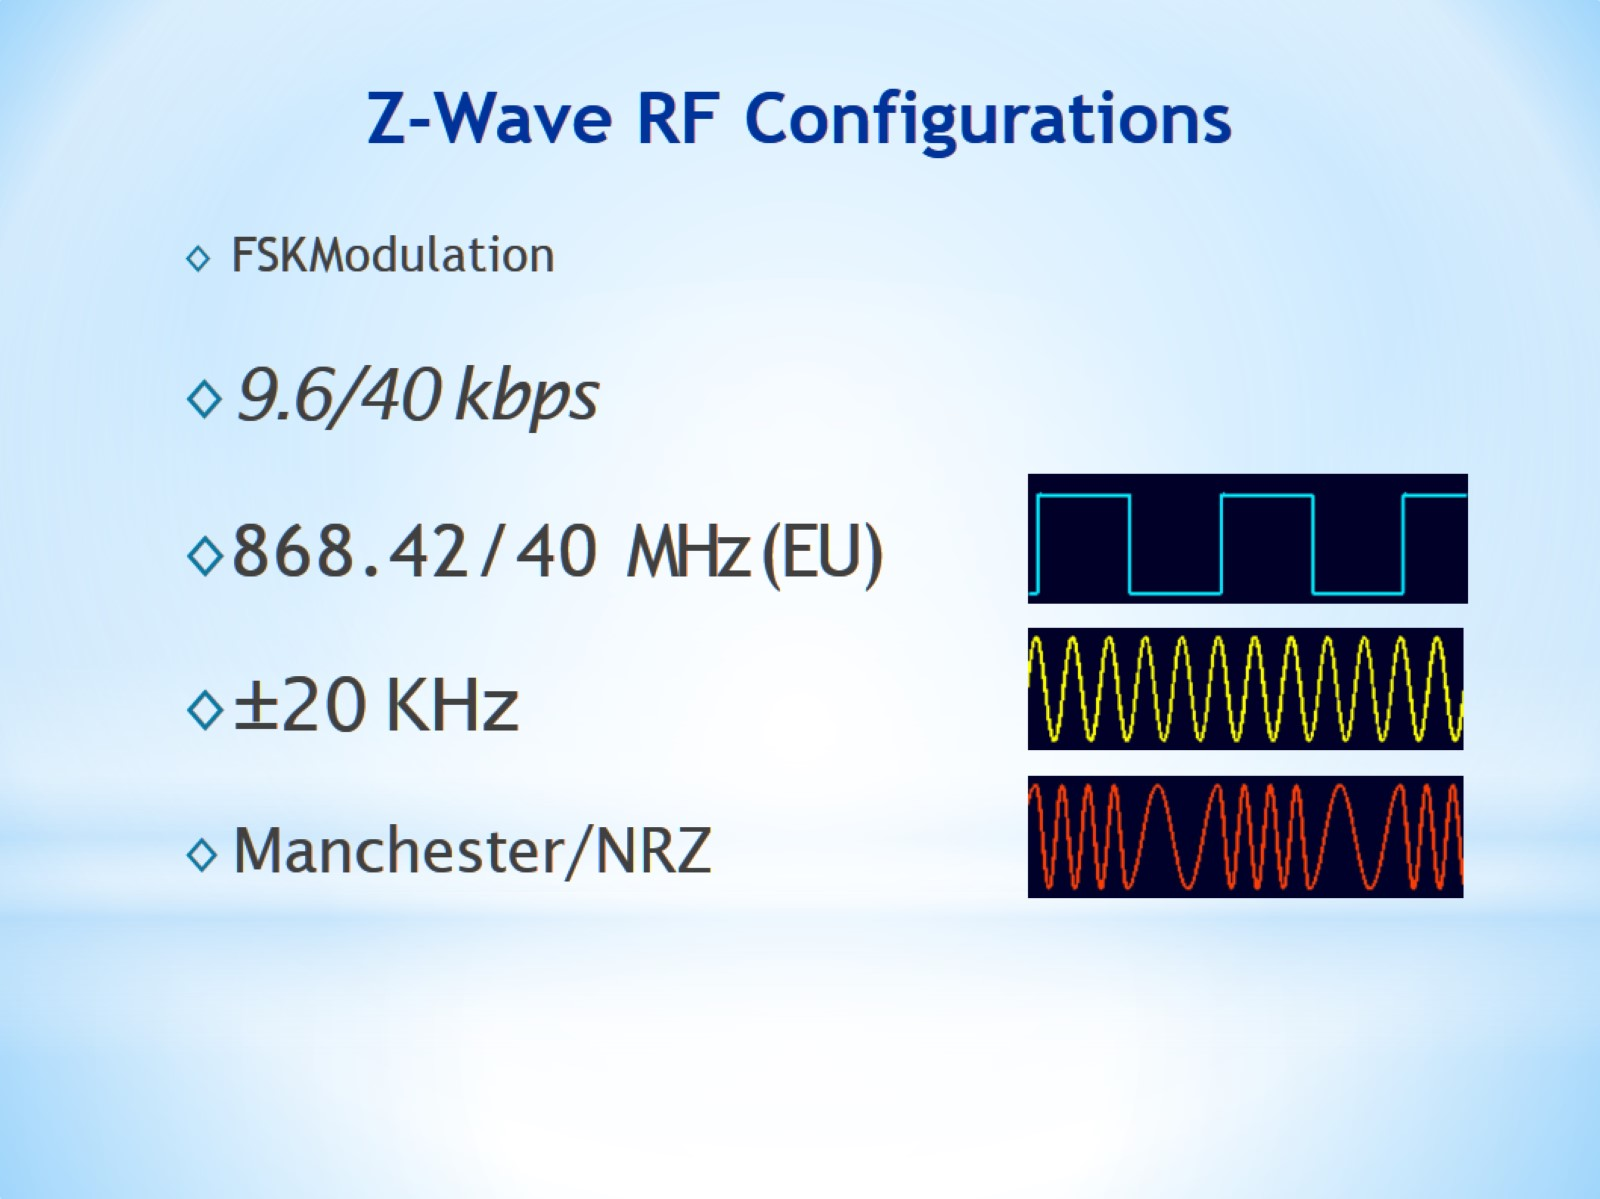 Z-Wave RF Configurations
FSKModulation
9.6/40 kbps
868.42/40 MHz(EU)
±20 KHz
Manchester/NRZ